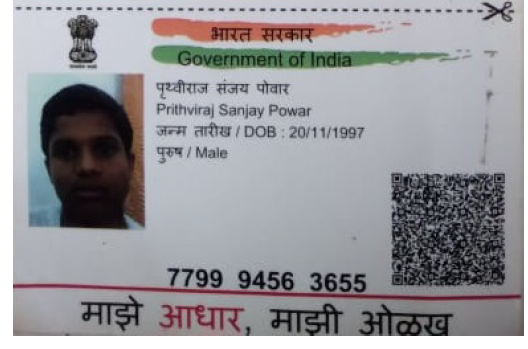 भारत सरकार
Government of India
पृथ्वीराज संजय पोवार
Prithviraj Sanjay Powar
जन्म तारीख / DOB : 20/11/1997
पुरुष / Male
7799 9456 3655
माझे आधार, माझी ओळख